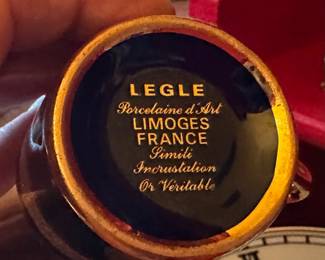 LEGLE
Porcelaine d'Art
LIMOGES
FRANCE
Simili
Incrustation
Or Véritable